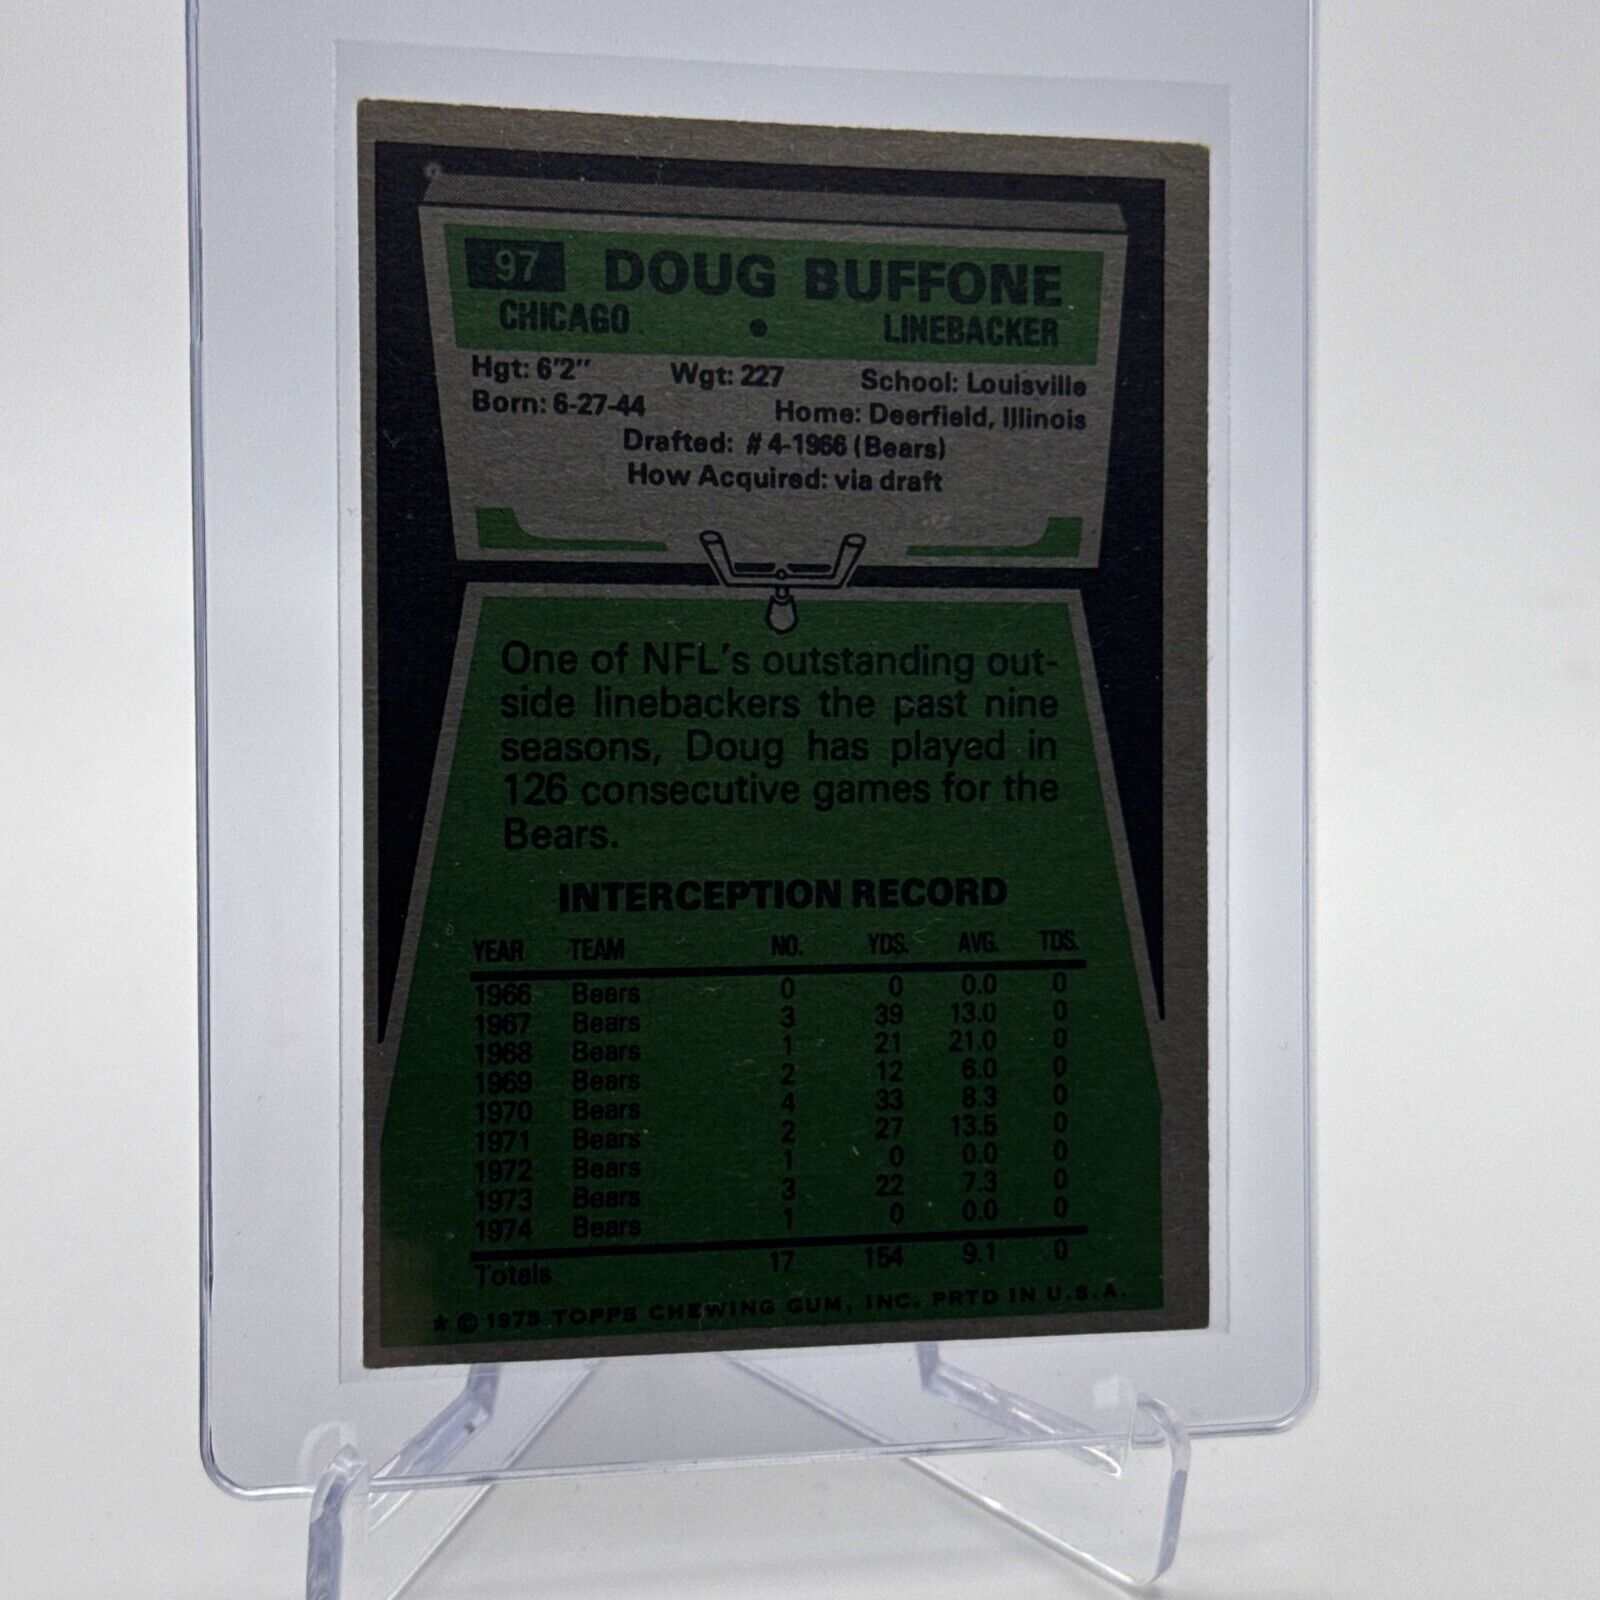 97 DOUG BUFFONE
CHICAGO • LINEBACKER
Hgt: 6'2" Wgt: 227 School: Louisville
Born: 6-27-44 Home: Deerfield, Illinois
Drafted: #4-1966 (Bears)
How Acquired: via draft
One of NFL's outstanding out-
side linebackers the past nine
seasons, Doug has played in
126 consecutive games for the
Bears.
INTERCEPTION RECORD
YEAR TEAM NO. YDS. AVG. TDS.
1966 Bears 0 0 0.0 0
1967 Bears 3 39 13.0 0
1968 Bears 1 21 21.0 0
1969 Bears 2 12 6.0 0
1970 Bears 4 33 8.3 0
1971 Bears 2 27 13.5 0
1972 Bears 1 0 0.0 0
1973 Bears 3 22 7.3 0
1974 Bears 1 0 0.0 0
Totals 17 154 9.1 0
* © 1975 TOPPS CHEWING GUM, INC. PRTD IN U.S.A.